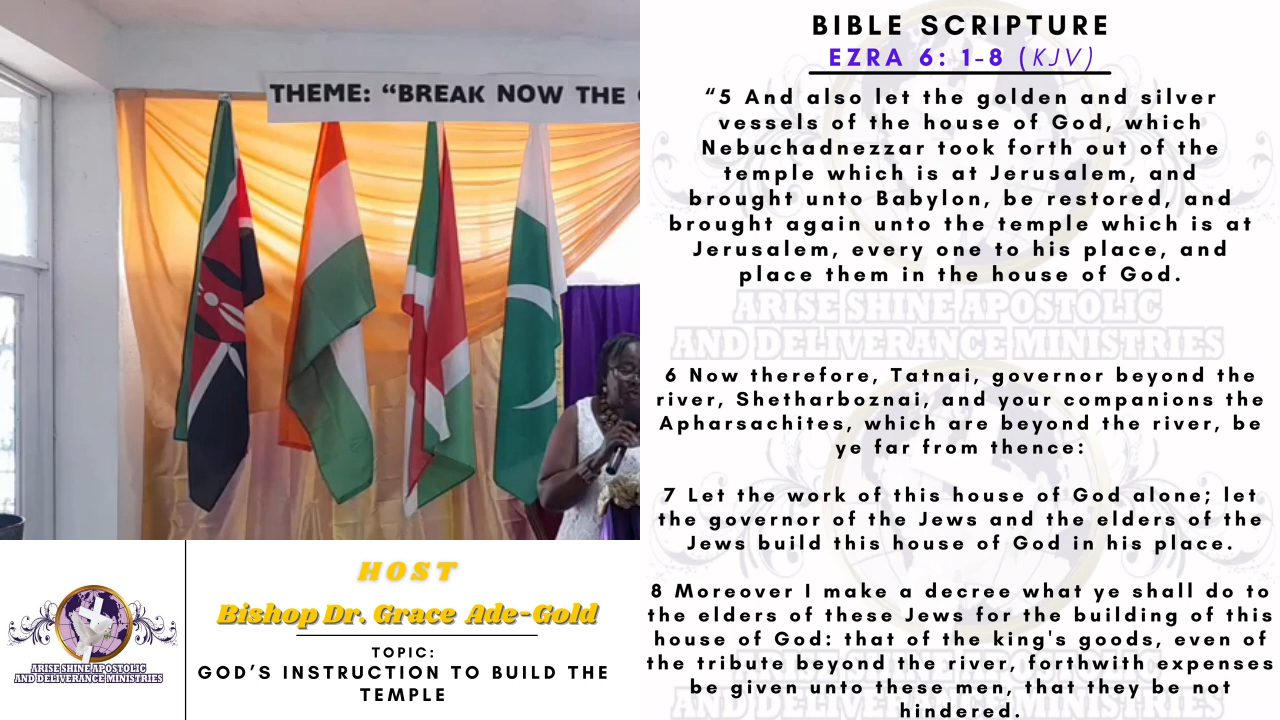 THEME: “BREAK NOW THE
HOST
Bishop Dr. Grace Ade-Gold
TOPIC:
GOD’S INSTRUCTION TO BUILD THE
TEMPLE
ARISE SHINE APOSTOLIC
AND DELIVERANCE MINISTRIES
BIBLE SCRIPTURE
EZRA 6: 1-8 (KJV)
“5 And also let the golden and silver
vessels of the house of God, which
Nebuchadnezzar took forth out of the
temple which is at Jerusalem, and
brought unto Babylon, be restored, and
brought again unto the temple which is at
Jerusalem, every one to his place, and
place them in the house of God.
ARISE SHINE APOSTOLIC
AND DELIVERANCE MINISTRIES
6 Now therefore, Tatnai, governor beyond the
river, Shetharboznai, and your companions the
Apharsachites, which are beyond the river, be
ye far from thence:
7 Let the work of this house of God alone; let
the governor of the Jews and the elders of the
Jews build this house of God in his place.
8 Moreover I make a decree what ye shall do to
the elders of these Jews for the building of this
house of God: that of the king's goods, even of
the tribute beyond the river, forthwith expenses
be given unto these men, that they be not
hindered.
ARISE SHINE APOSTOLIC
AND DELIVERANCE MINISTRIES